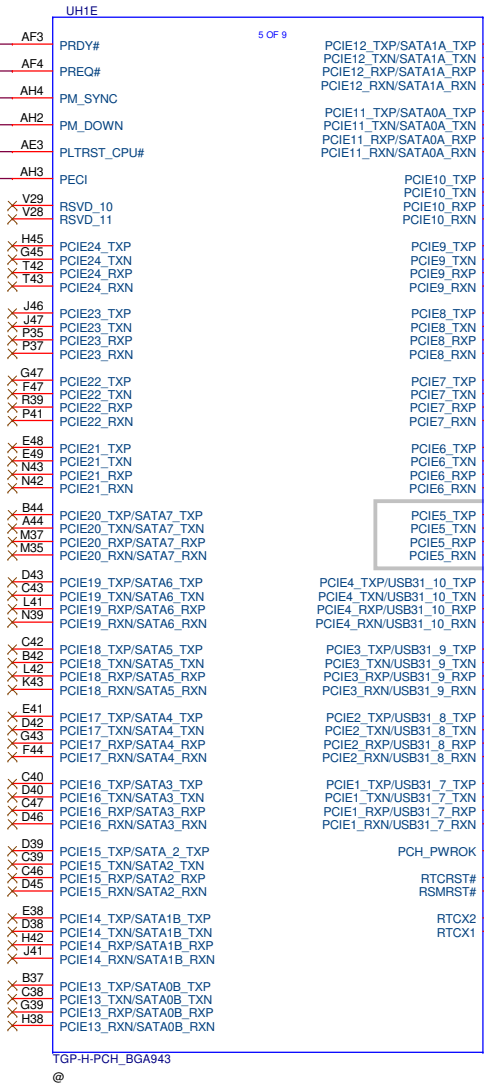 UH1E
5 OF 9
AF3 PRDY# PCIE12_TXP/SATA1A_TXP
PCIE12_TXN/SATA1A_TXN
AF4 PREQ# PCIE12_RXP/SATA1A_RXP
PCIE12_RXN/SATA1A_RXN
AH4 PM_SYNC
PCIE11_TXP/SATA0A_TXP
AH2 PM_DOWN PCIE11_TXN/SATA0A_TXN
PCIE11_RXP/SATA0A_RXP
AE3 PLTRST_CPU# PCIE11_RXN/SATA0A_RXN
AH3 PECI PCIE10_TXP
PCIE10_TXN
V29 RSVD_10 PCIE10_RXP
V28 RSVD_11 PCIE10_RXN
H45 PCIE24_TXP PCIE9_TXP
G45 PCIE24_TXN PCIE9_TXN
T42 PCIE24_RXP PCIE9_RXP
T43 PCIE24_RXN PCIE9_RXN
J46 PCIE23_TXP PCIE8_TXP
J47 PCIE23_TXN PCIE8_TXN
P35 PCIE23_RXP PCIE8_RXP
P37 PCIE23_RXN PCIE8_RXN
G47 PCIE22_TXP PCIE7_TXP
F47 PCIE22_TXN PCIE7_TXN
R39 PCIE22_RXP PCIE7_RXP
P41 PCIE22_RXN PCIE7_RXN
E48 PCIE21_TXP PCIE6_TXP
E49 PCIE21_TXN PCIE6_TXN
N43 PCIE21_RXP PCIE6_RXP
N42 PCIE21_RXN PCIE6_RXN
B44 PCIE20_TXP/SATA7_TXP PCIE5_TXP
A44 PCIE20_TXN/SATA7_TXN PCIE5_TXN
M37 PCIE20_RXP/SATA7_RXP PCIE5_RXP
M35 PCIE20_RXN/SATA7_RXN PCIE5_RXN
D43 PCIE19_TXP/SATA6_TXP PCIE4_TXP/USB31_10_TXP
C43 PCIE19_TXN/SATA6_TXN PCIE4_TXN/USB31_10_TXN
L41 PCIE19_RXP/SATA6_RXP PCIE4_RXP/USB31_10_RXP
N39 PCIE19_RXN/SATA6_RXN PCIE4_RXN/USB31_10_RXN
C42 PCIE18_TXP/SATA5_TXP PCIE3_TXP/USB31_9_TXP
B42 PCIE18_TXN/SATA5_TXN PCIE3_TXN/USB31_9_TXN
L42 PCIE18_RXP/SATA5_RXP PCIE3_RXP/USB31_9_RXP
K43 PCIE18_RXN/SATA5_RXN PCIE3_RXN/USB31_9_RXN
E41 PCIE17_TXP/SATA4_TXP PCIE2_TXP/USB31_8_TXP
D42 PCIE17_TXN/SATA4_TXN PCIE2_TXN/USB31_8_TXN
G43 PCIE17_RXP/SATA4_RXP PCIE2_RXP/USB31_8_RXP
F44 PCIE17_RXN/SATA4_RXN PCIE2_RXN/USB31_8_RXN
C40 PCIE16_TXP/SATA3_TXP PCIE1_TXP/USB31_7_TXP
D40 PCIE16_TXN/SATA3_TXN PCIE1_TXN/USB31_7_TXN
C47 PCIE16_RXP/SATA3_RXP PCIE1_RXP/USB31_7_RXP
D46 PCIE16_RXN/SATA3_RXN PCIE1_RXN/USB31_7_RXN
D39 PCIE15_TXP/SATA_2_TXP PCH_PWROK
C39 PCIE15_TXN/SATA2_TXN
C46 PCIE15_RXP/SATA2_RXP RTCRST#
D45 PCIE15_RXN/SATA2_RXN RSMRST#
E38 PCIE14_TXP/SATA1B_TXP RTCX2
D38 PCIE14_TXN/SATA1B_TXN RTCX1
H42 PCIE14_RXP/SATA1B_RXP
J41 PCIE14_RXN/SATA1B_RXN
B37 PCIE13_TXP/SATA0B_TXP
C38 PCIE13_TXN/SATA0B_TXN
G39 PCIE13_RXP/SATA0B_RXP
H38 PCIE13_RXN/SATA0B_RXN
TGP-H-PCH_BGA943
@